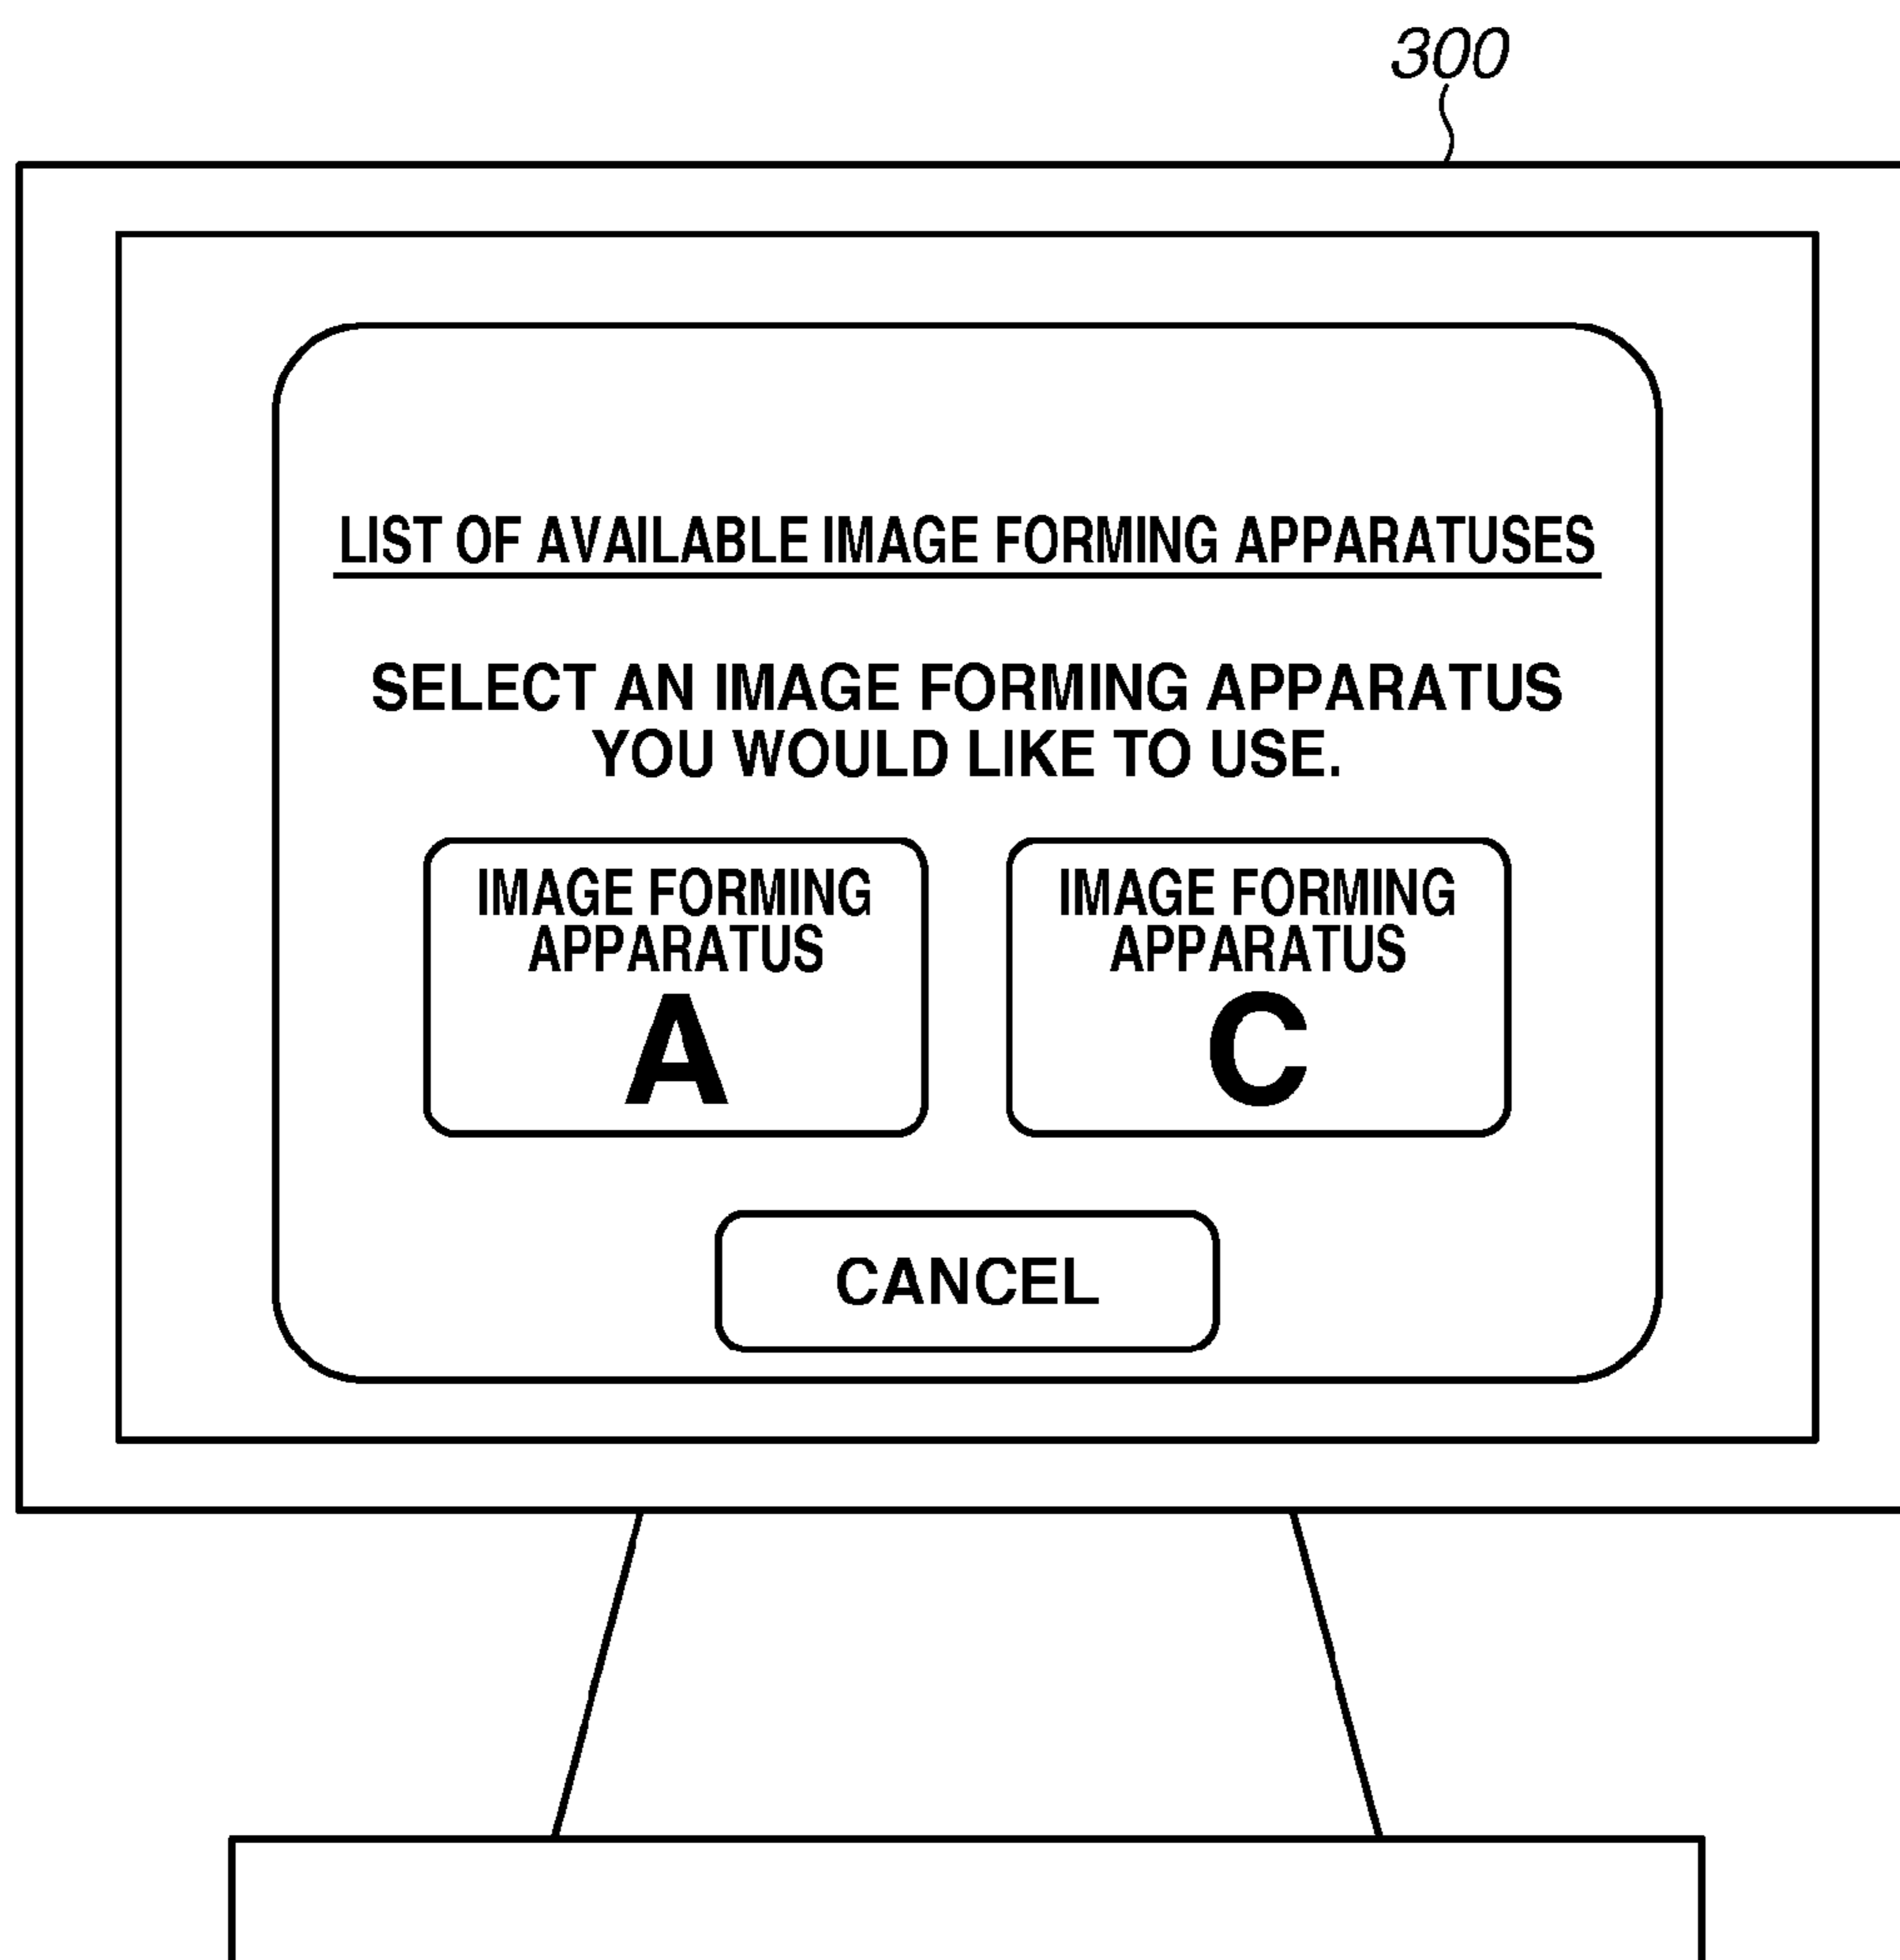 300
LIST OF AVAILABLE IMAGE FORMING APPARATUSES
SELECT AN IMAGE FORMING APPARATUS
YOU WOULD LIKE TO USE.
IMAGE FORMING
APPARATUS
A
IMAGE FORMING
APPARATUS
C
CANCEL